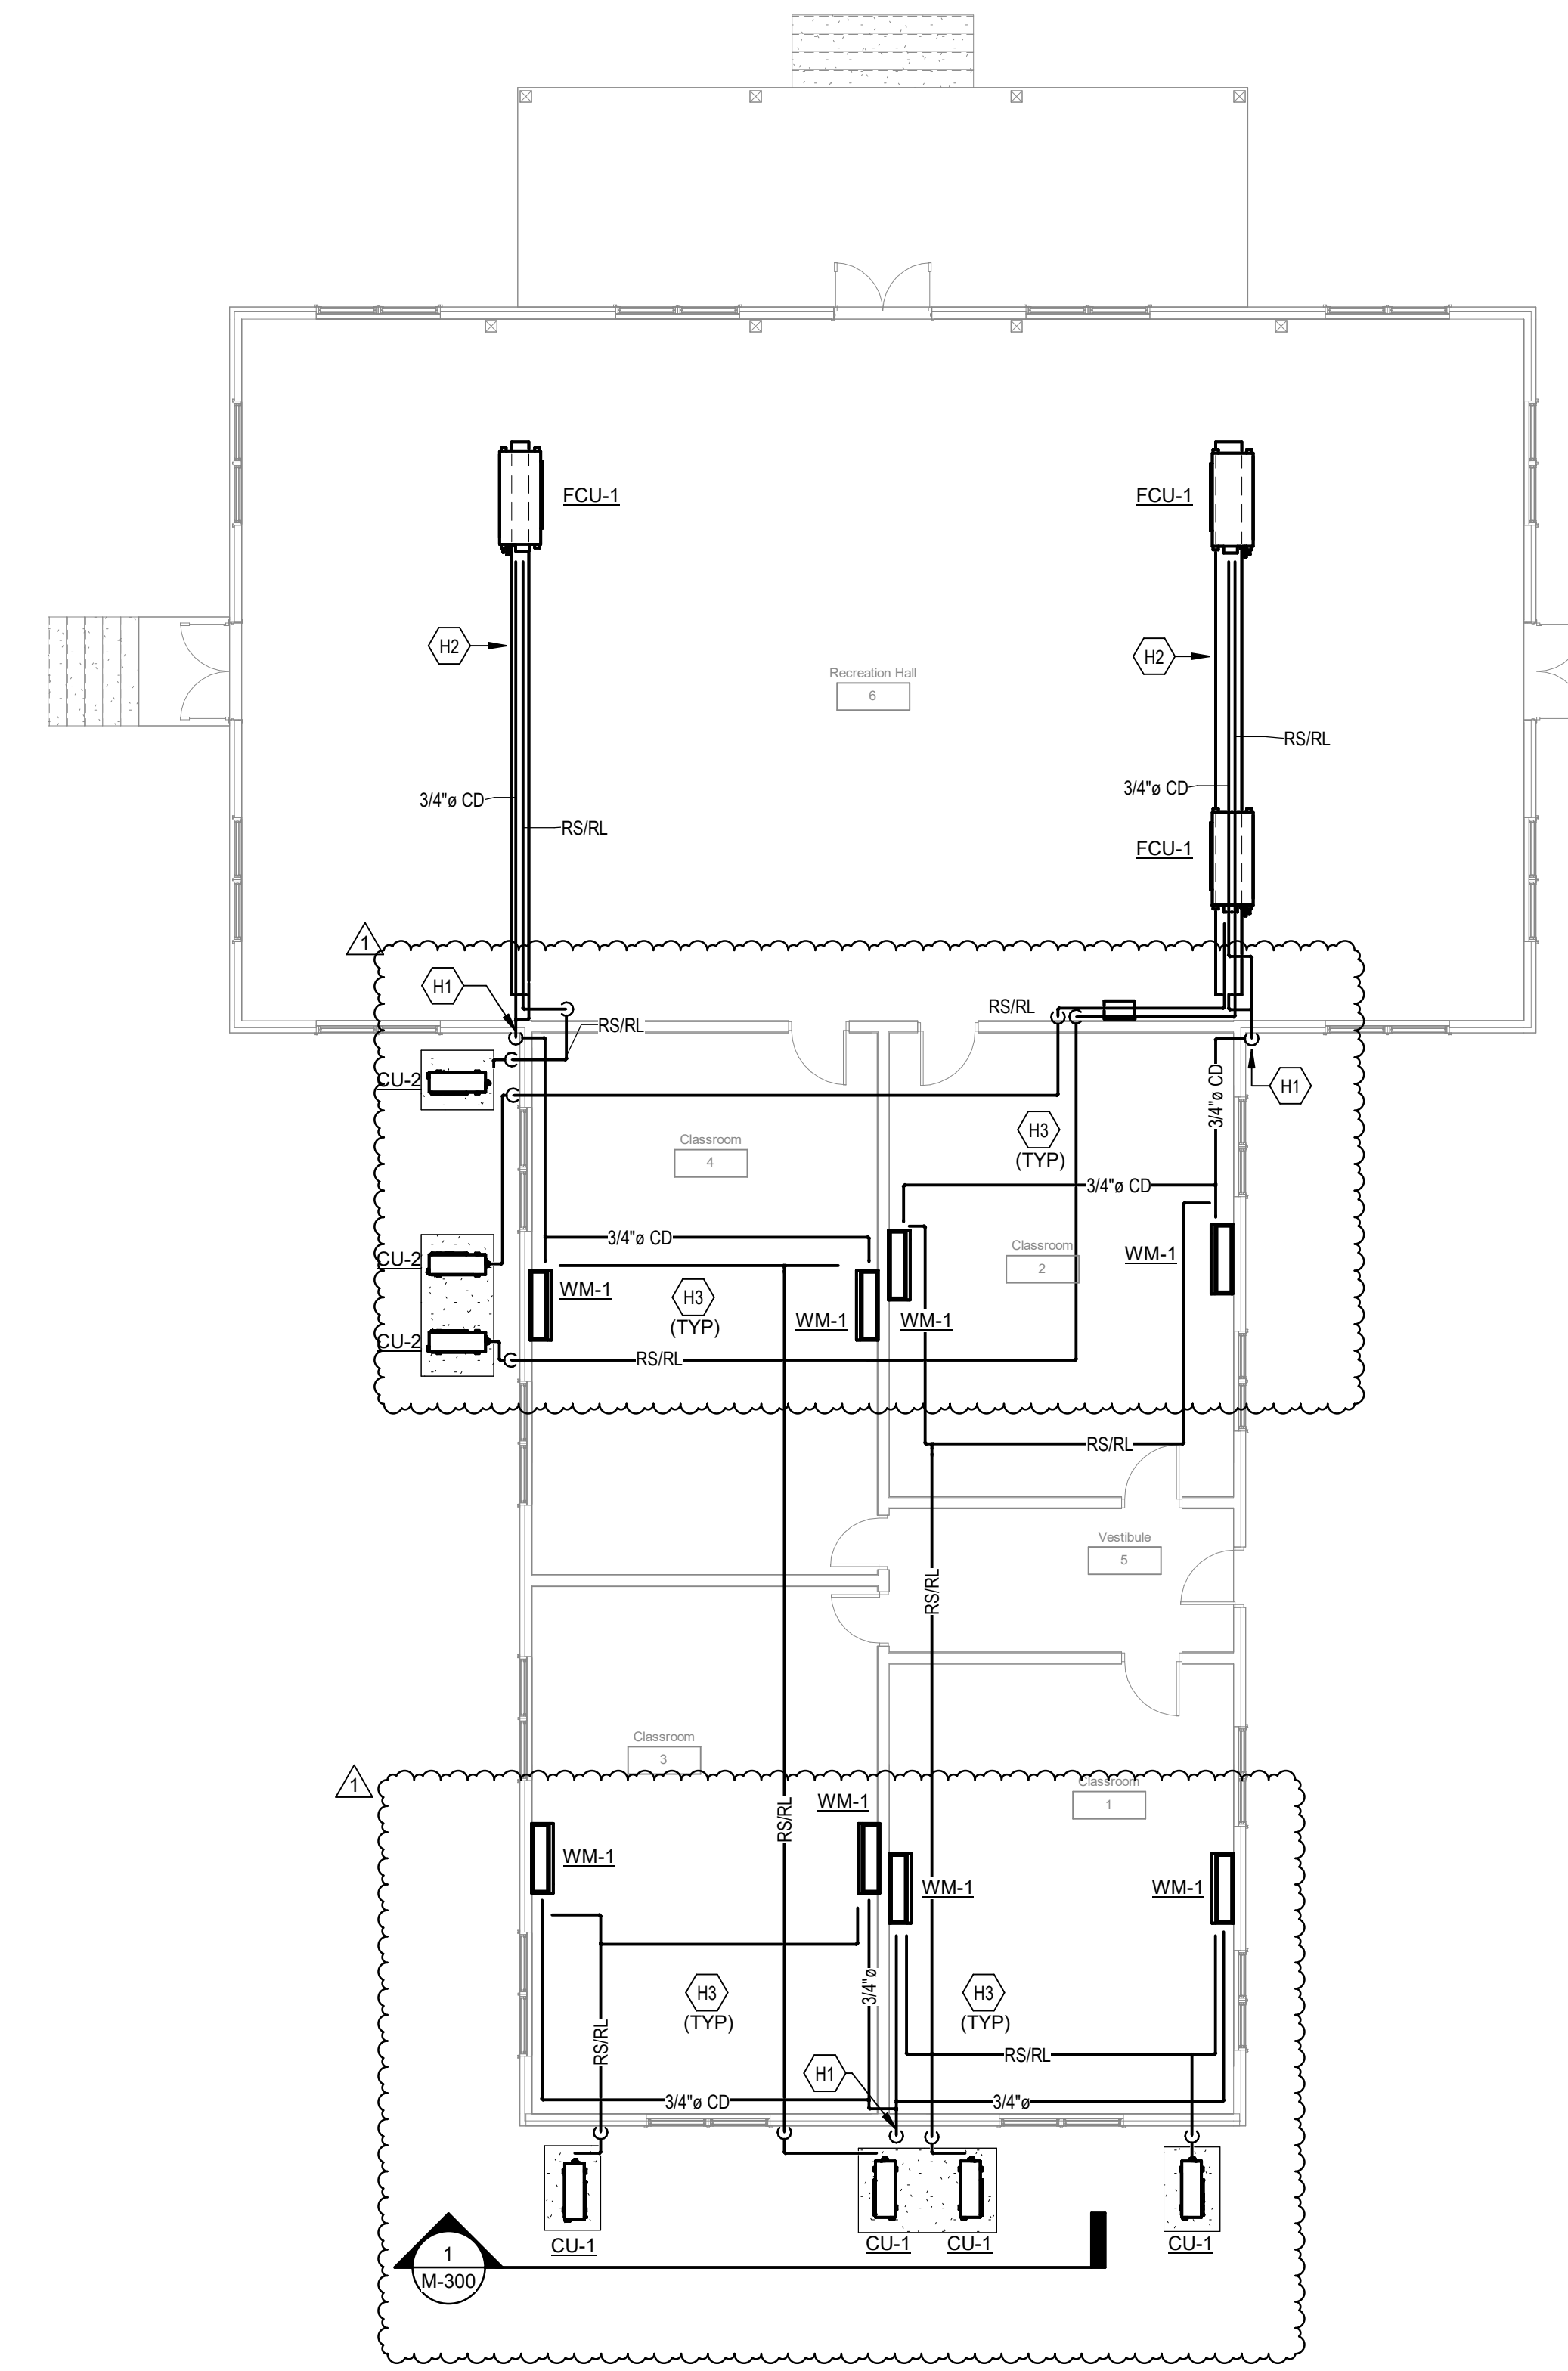 FCU-1
FCU-1
H2
H2
Recreation Hall
6
RS/RL
3/4"ø CD
3/4"ø CD
RS/RL
FCU-1
1
H1
RS/RL
RS/RL
CU-2
3/4"ø CD
H1
H3
(TYP)
Classroom
4
3/4"ø CD
3/4"ø CD
Classroom
2
CU-2
WM-1
WM-1
H3
(TYP)
WM-1
WM-1
CU-2
RS/RL
RS/RL
Vestibule
5
RS/RL
Classroom
3
1
Classroom
1
WM-1
RS/RL
WM-1
WM-1
WM-1
3/4"ø
H3
(TYP)
H3
(TYP)
RS/RL
RS/RL
H1
3/4"ø CD
3/4"ø
CU-1
CU-1
CU-1
CU-1
1
M-300